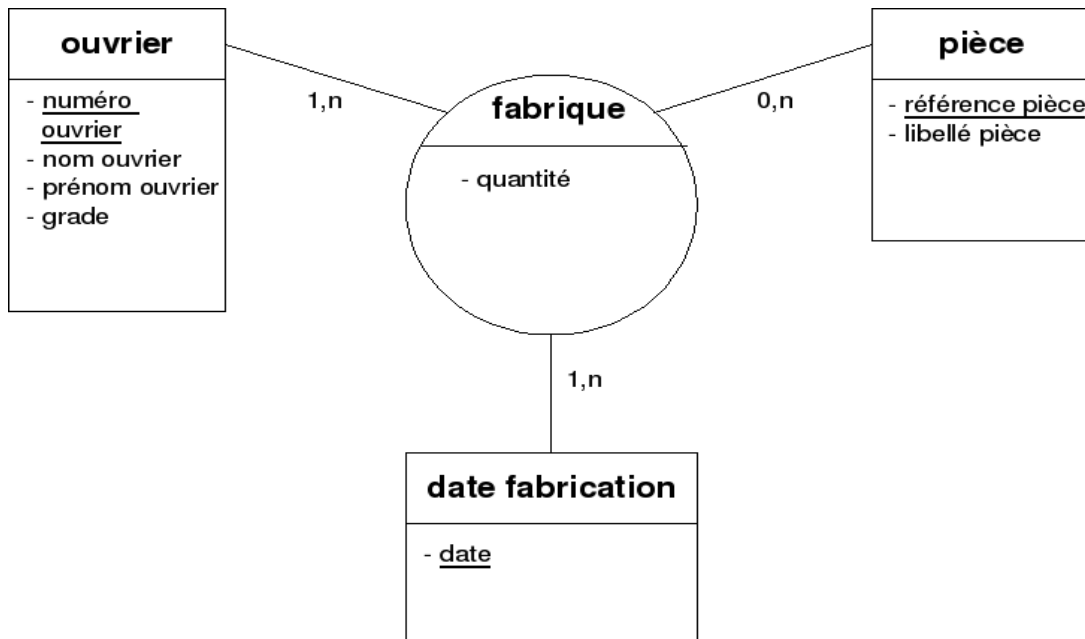 ouvrier
- numéro
ouvrier
- nom ouvrier
- prénom ouvrier
- grade
1,n
fabrique
- quantité
0,n
pièce
- référence pièce
- libellé pièce
1,n
date fabrication
- date